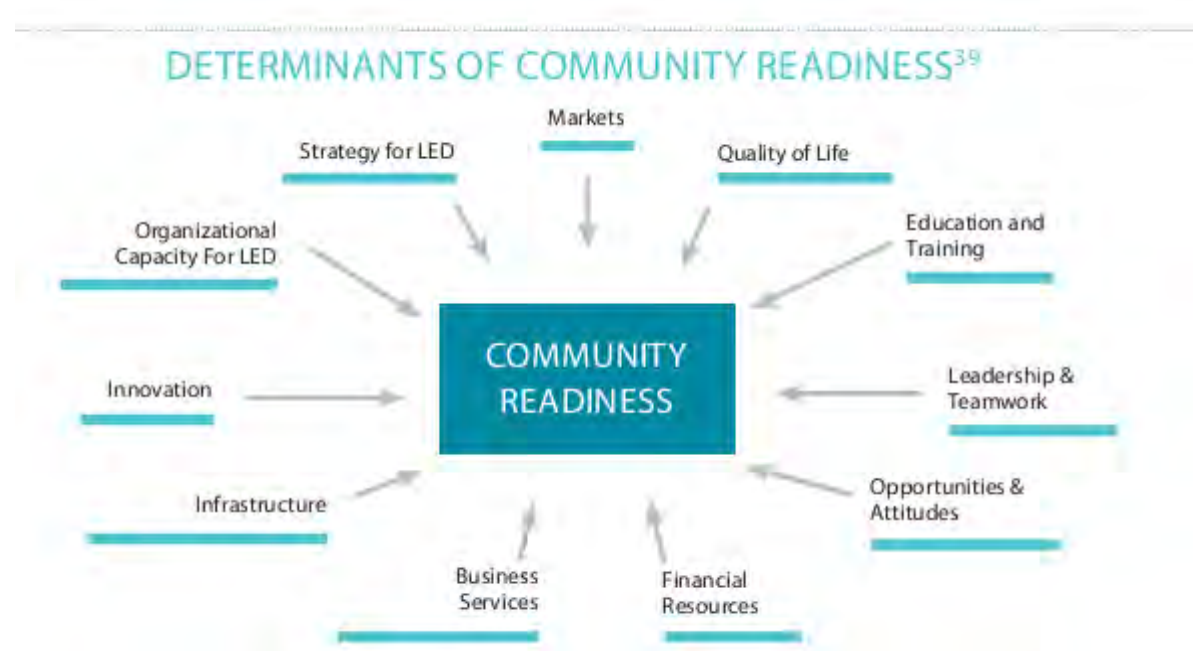 DETERMINANTS OF COMMUNITY READINESS39
Markets
Strategy for LED
Quality of Life
Organizational
Capacity For LED
Education and
Training
COMMUNITY
READINESS
Innovation
Leadership &
Teamwork
Infrastructure
Opportunities &
Attitudes
Business
Services
Financial
Resources